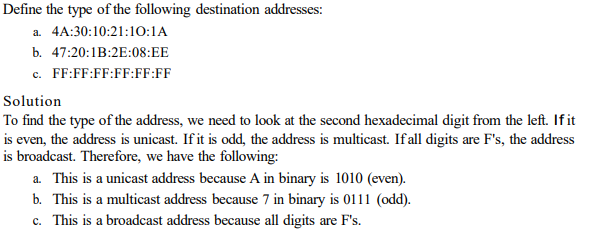 Define the type of the following destination addresses:
a. 4A:30:10:21:1O:1A
b. 47:20:1B:2E:08:EE
c. FF:FF:FF:FF:FF:FF
Solution
To find the type of the address, we need to look at the second hexadecimal digit from the left. If it
is even, the address is unicast. If it is odd, the address is multicast. If all digits are F's, the address
is broadcast. Therefore, we have the following:
a. This is a unicast address because A in binary is 1010 (even).
b. This is a multicast address because 7 in binary is 0111 (odd).
c. This is a broadcast address because all digits are F's.